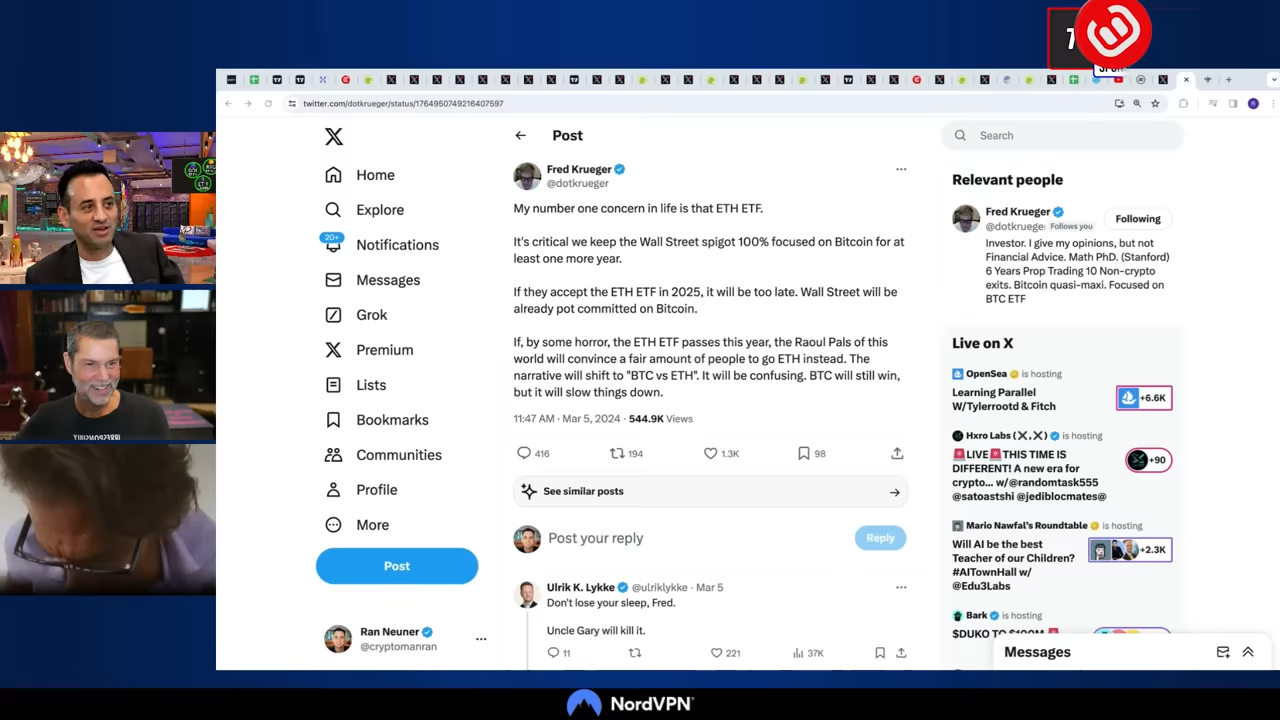 twitter.com/dotkrueger/status/1764950749216407597
Home
Explore
20+
Notifications
Messages
Grok
Premium
Lists
Bookmarks
Communities
Profile
More
Post
Ran Neuner
@cryptomanran
Post
Fred Krueger
@dotkrueger
My number one concern in life is that ETH ETF.
It's critical we keep the Wall Street spigot 100% focused on Bitcoin for at
least one more year.
If they accept the ETH ETF in 2025, it will be too late. Wall Street will be
already pot committed on Bitcoin.
If, by some horror, the ETH ETF passes this year, the Raoul Pals of this
world will convince a fair amount of people to go ETH instead. The
narrative will shift to "BTC vs ETH". It will be confusing. BTC will still win,
but it will slow things down.
11:47 AM · Mar 5, 2024 · 544.9K Views
416 194 1.3K 98
See similar posts
Post your reply
Reply
Ulrik K. Lykke @ulriklykke · Mar 5
Don't lose your sleep, Fred.
Uncle Gary will kill it.
11 221 37K
Search
Relevant people
Fred Krueger
@dotkrueger Follows you
Following
Investor. I give my opinions, but not
Financial Advice. Math PhD. (Stanford)
6 Years Prop Trading 10 Non-crypto
exits. Bitcoin quasi-maxi. Focused on
BTC ETF
Live on X
OpenSea is hosting
Learning Parallel
W/Tylerrootd & Fitch
+6.6K
Hxro Labs (X,X) is hosting
🚨LIVE🚨THIS TIME IS
DIFFERENT! A new era for
crypto... w/@randomtask555
@satoastshi @jediblocmates@
+90
Mario Nawfal's Roundtable is hosting
Will AI be the best
Teacher of our Children?
#AITownHall w/
@Edu3Labs
+2.3K
Bark is hosting
$DUKO TO $100M 🚨
Messages
NordVPN